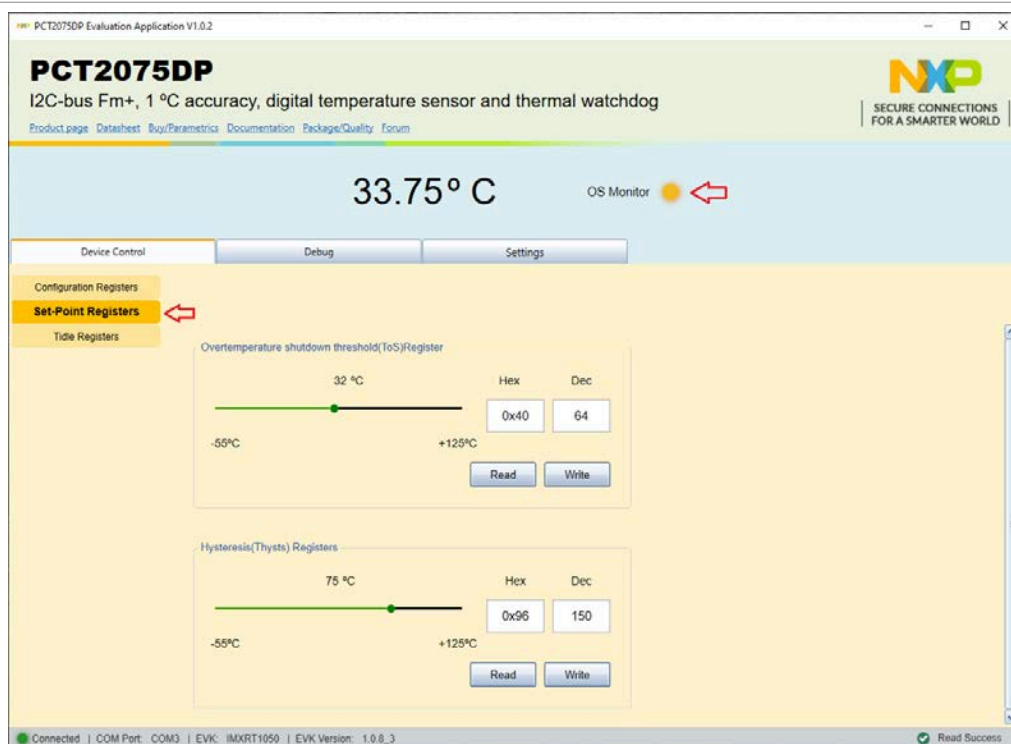 PCT2075DP Evaluation Application V1.0.2
PCT2075DP
I2C-bus Fm+, 1 ºC accuracy, digital temperature sensor and thermal watchdog
Product page Datasheet Buy/Parametrics Documentation Package/Quality Forum
NXP
SECURE CONNECTIONS
FOR A SMARTER WORLD
33.75º C
OS Monitor
Device Control Debug Settings
Configuration Registers
Set-Point Registers
Tidle Registers
Overtemperature shutdown threshold(ToS)Register
32 ºC Hex Dec
0x40 64
-55ºC +125ºC
Read Write
Hysteresis(Thysts) Registers
75 ºC Hex Dec
0x96 150
-55ºC +125ºC
Read Write
Connected | COM Port: COM3 | EVK: IMXRT1050 | EVK Version: 1.0.8_3 Read Success